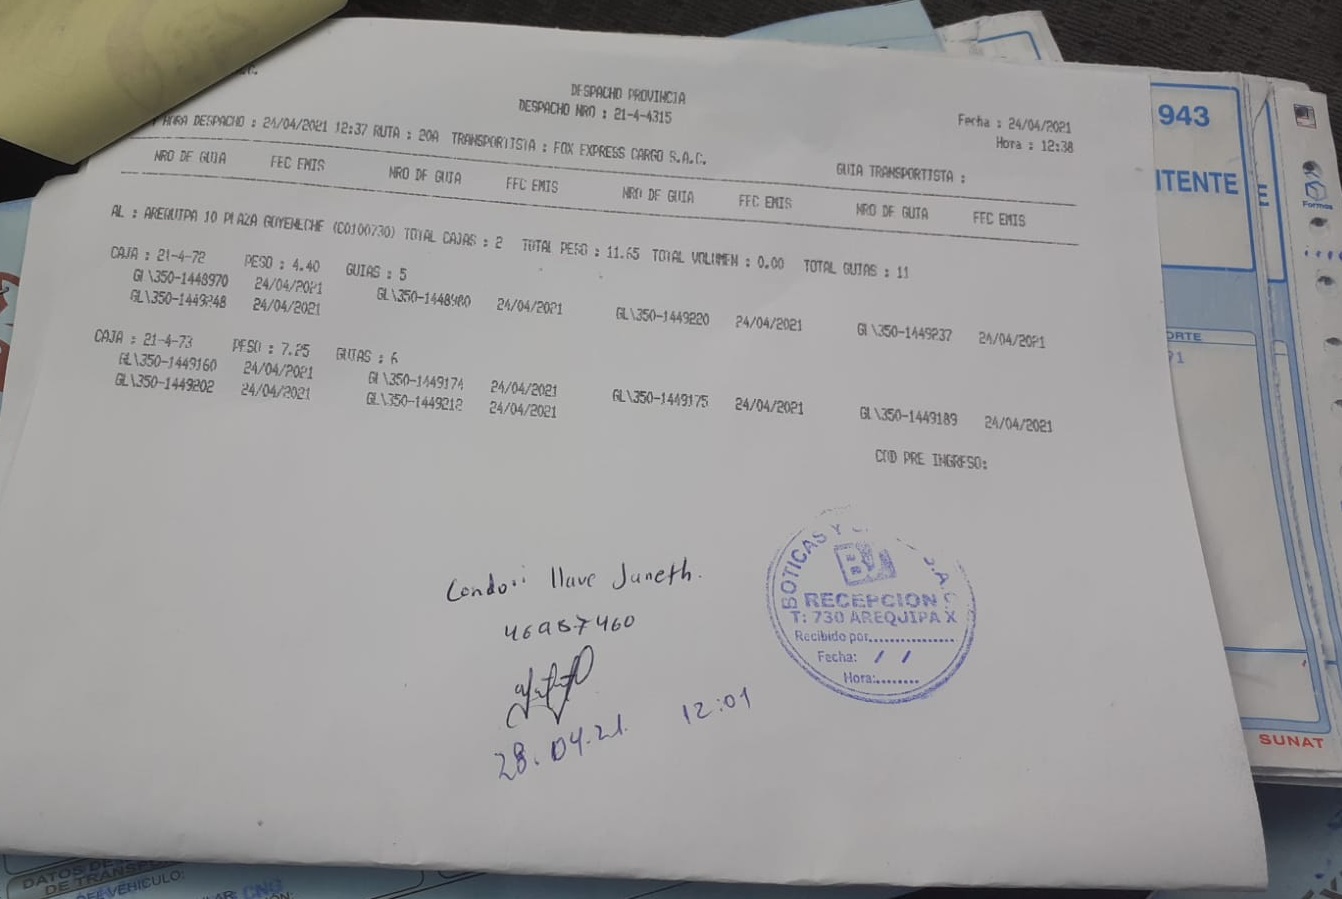 DESPACHO PROVINCIA
DESPACHO NRO : 21-4-4315
Fecha : 24/04/2021
Hora : 12:38
HORA DESPACHO : 24/04/2021 12:37 RUTA : 20A TRANSPORTISTA : FOX EXPRESS CARGO S.A.C.
GUIA TRANSPORTISTA :
NRO DE GUIA FEC EMIS NRO DE GUIA FEC EMIS NRO DE GUIA FEC EMIS NRO DE GUIA FEC EMIS
AL : AREQUIPA 10 PLAZA GOYENECHE (C0100730) TOTAL CAJAS : 2 TOTAL PESO : 11.65 TOTAL VOLUMEN : 0.00 TOTAL GUIAS : 11
CAJA : 21-4-72 PESO : 4.40 GUIAS : 5
GL\350-1448970 24/04/2021 GL\350-1448980 24/04/2021 GL\350-1449220 24/04/2021 GL\350-1449237 24/04/2021
GL\350-1449248 24/04/2021
CAJA : 21-4-73 PESO : 7.25 GUIAS : 6
GL\350-1449160 24/04/2021 GL\350-1449174 24/04/2021 GL\350-1449175 24/04/2021 GL\350-1449189 24/04/2021
GL\350-1449202 24/04/2021 GL\350-1449212 24/04/2021
COD PRE INGRESO:
Condori llave Janeth.
46957460
28.04.21. 12:01
BOTICAS Y
RECEPCION
T: 730 AREQUIPA X
Recibido por................
Fecha: / /
Hora:........
943
ITENTE
ORTE
Formas
SUNAT
DE TRANSP
VEHICULO: